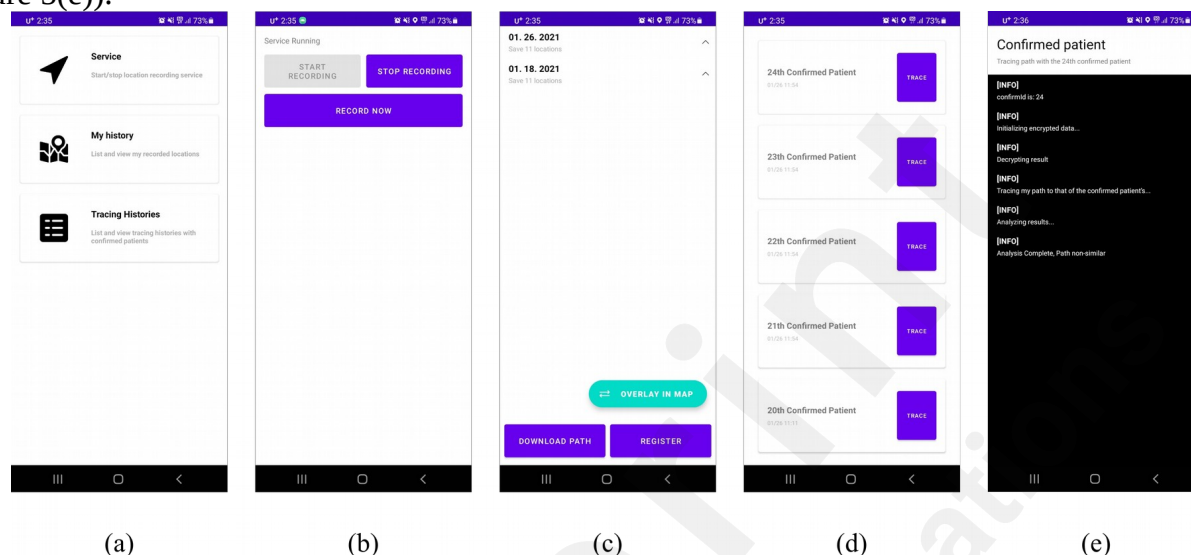 U+ 2:35 73%
Service
Start/stop location recording service
My history
List and view my recorded locations
Tracing Histories
List and view tracing histories with
confirmed patients
(a)
U+ 2:35 73%
Service Running
START
RECORDING
STOP RECORDING
RECORD NOW
(b)
U+ 2:35 73%
01. 26. 2021
Save 11 locations
01. 18. 2021
Save 11 locations
OVERLAY IN MAP
DOWNLOAD PATH
REGISTER
(c)
U+ 2:35 73%
24th Confirmed Patient
01/26 11:54
TRACE
23th Confirmed Patient
01/26 11:54
TRACE
22th Confirmed Patient
01/26 11:54
TRACE
21th Confirmed Patient
01/26 11:54
TRACE
20th Confirmed Patient
01/26 11:11
TRACE
(d)
U+ 2:36 73%
Confirmed patient
Tracing path with the 24th confirmed patient
[INFO]
confirmId is: 24
[INFO]
Initializing encrypted data...
[INFO]
Decrypting result
[INFO]
Tracing my path to that of the confirmed patient's...
[INFO]
Analyzing results...
[INFO]
Analysis Complete, Path non-similar
(e)